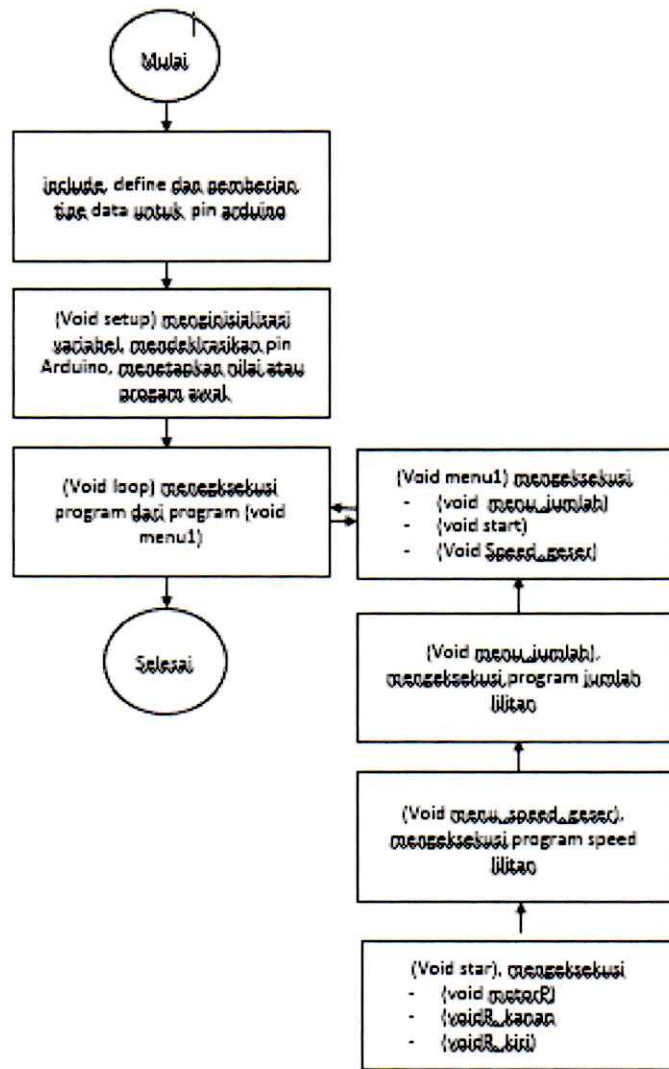 Mulai
include, define dan pemberian
tipe data untuk pin arduino
(Void setup) menginisialisasi
variabel, mendeklrasikan pin
Arduino, menetapkan nilai atau
progam awal.
(Void loop) menegksekusi
program dari program (void
menu1)
Selesai
(Void menu1) mengeksekusi
- (void menu_jumlah)
- (void start)
- (Void Speed_geser)
(Void menu_jumlah),
mengeksekusi program jumlah
lilitan
(Void menu_speed_geser),
mengeksekusi program speed
lilitan
(Void star), mengeksekusi
- (void motorP)
- (voidR_kanan
- (voidR_kiri)